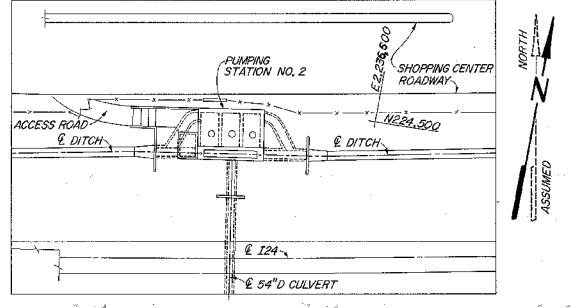 PUMPING
STATION NO. 2
E2,236,500
SHOPPING CENTER
ROADWAY
NORTH
N
N224,500
ACCESS ROAD
℄ DITCH
℄ DITCH
ASSUMED
℄ I24
℄ 54"D CULVERT